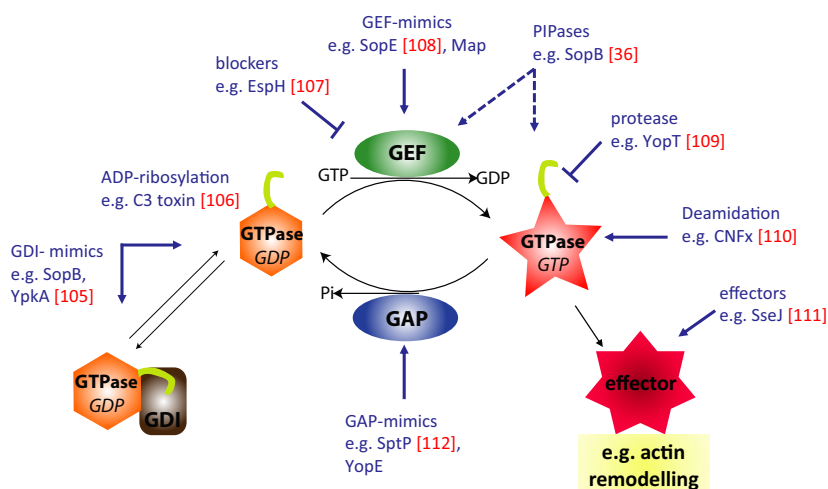 GEF-mimics
e.g. SopE [108], Map
PIPases
e.g. SopB [36]
blockers
e.g. EspH [107]
protease
e.g. YopT [109]
GEF
GTP
GDP
ADP-ribosylation
e.g. C3 toxin [106]
GTPase
GDP
GTPase
GTP
Deamidation
e.g. CNFx [110]
GDI- mimics
e.g. SopB,
YpkA [105]
Pi
GAP
effectors
e.g. SseJ [111]
GTPase
GDP
GDI
effector
GAP-mimics
e.g. SptP [112],
YopE
e.g. actin
remodelling